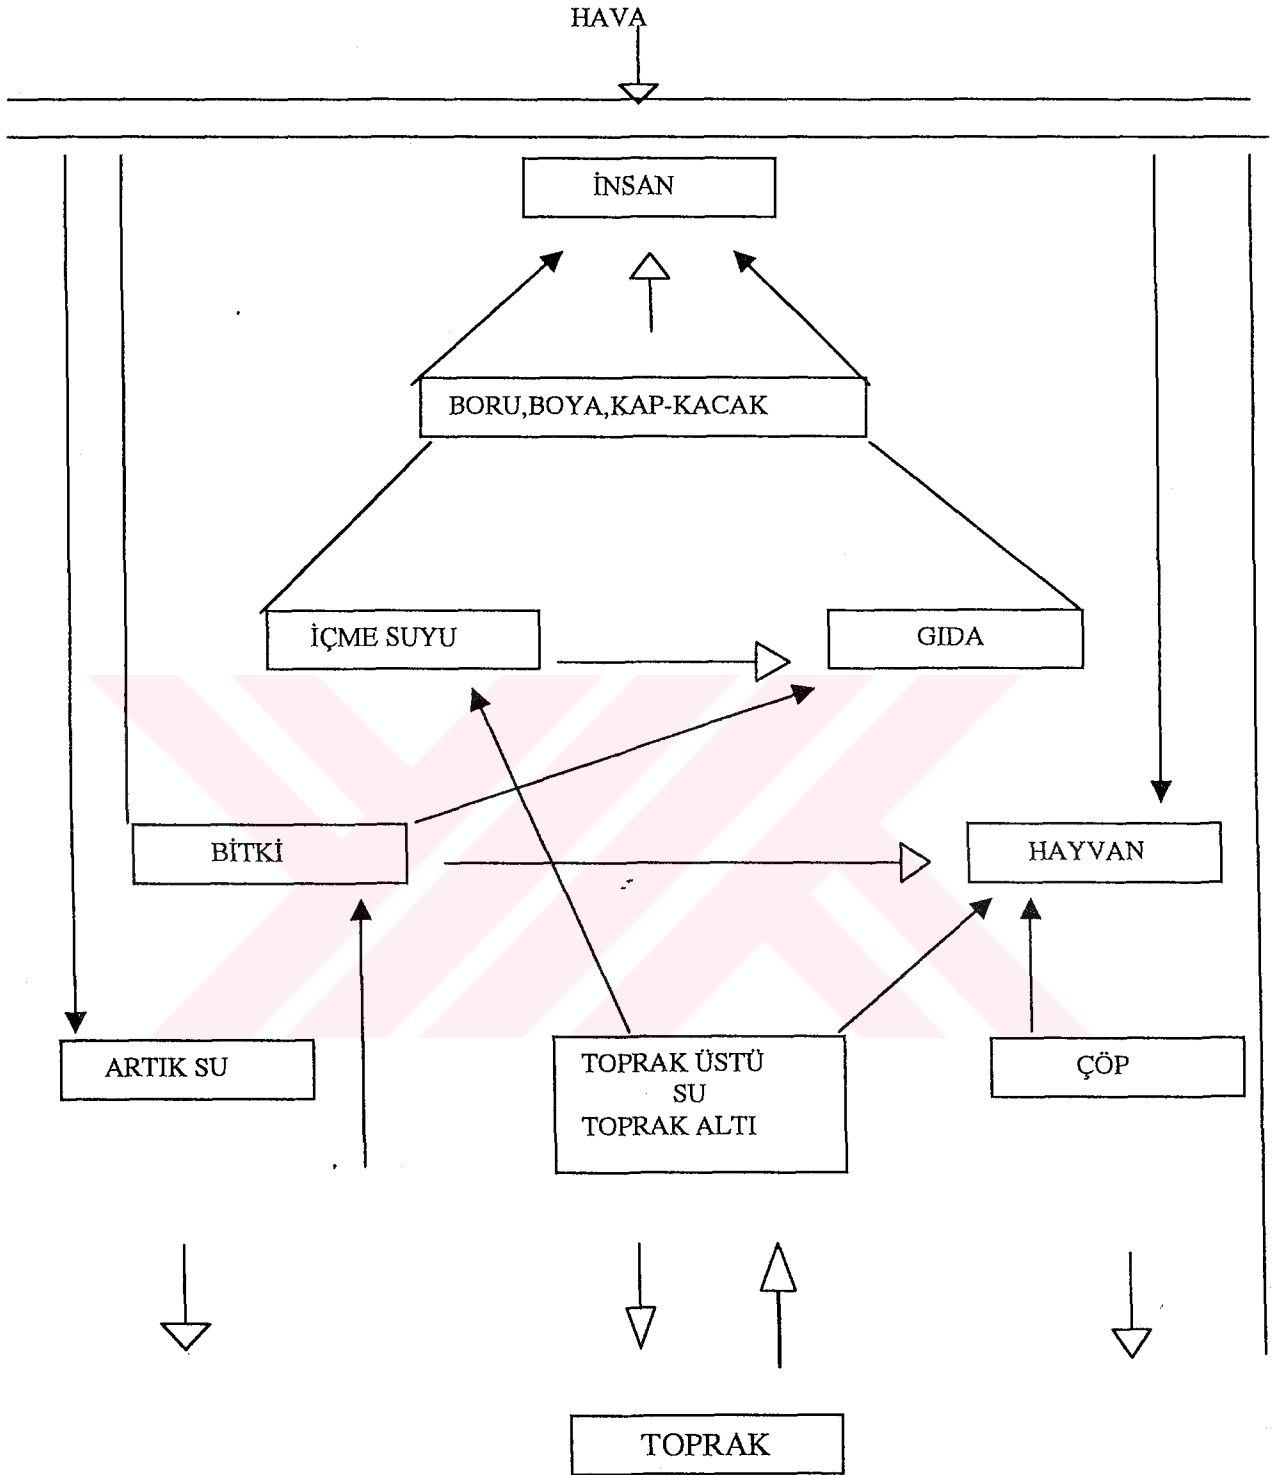 HAVA
İNSAN
BORU,BOYA,KAP-KACAK
İÇME SUYU
GIDA
BİTKİ
HAYVAN
ARTIK SU
TOPRAK ÜSTÜ
SU
TOPRAK ALTI
ÇÖP
TOPRAK